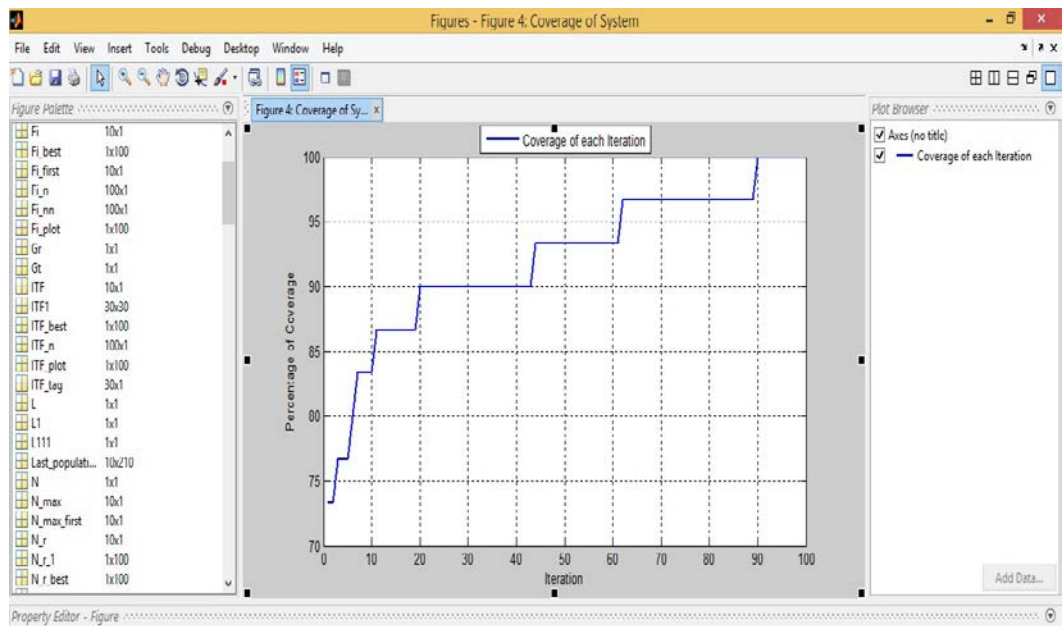 Figures - Figure 4: Coverage of System
File Edit View Insert Tools Debug Desktop Window Help
Figure Palette
Fi 10x1
Fi_best 1x100
Fi_first 10x1
Fi_n 100x1
Fi_nn 100x1
Fi_plot 1x100
Gr 1x1
Gt 1x1
ITF 10x1
ITF1 30x30
ITF_best 1x100
ITF_n 100x1
ITF_plot 1x100
ITF_tag 30x1
L 1x1
L1 1x1
L111 1x1
Last_populati... 10x210
N 1x1
N_max 10x1
N_max_first 10x1
N_r 10x1
N_r_1 1x100
N_r_best 1x100
Figure 4: Coverage of Sy... x
Coverage of each Iteration
100
95
90
85
80
75
70
Percentage of Coverage
0 10 20 30 40 50 60 70 80 90 100
Iteration
Plot Browser
Axes (no title)
Coverage of each Iteration
Add Data...
Property Editor - Figure